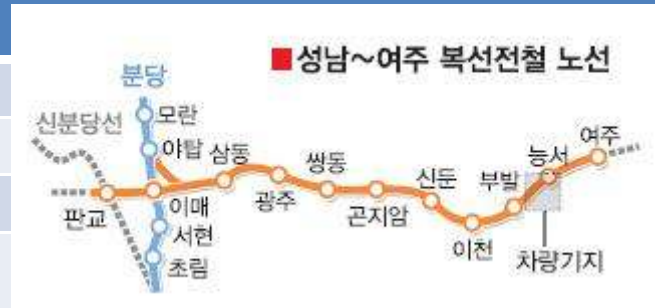 ■성남~여주 복선전철 노선
분당
신분당선
모란
야탑
판교
이매
서현
초림
삼동
광주
쌍동
곤지암
신둔
이천
부발
능서
여주
차량기지